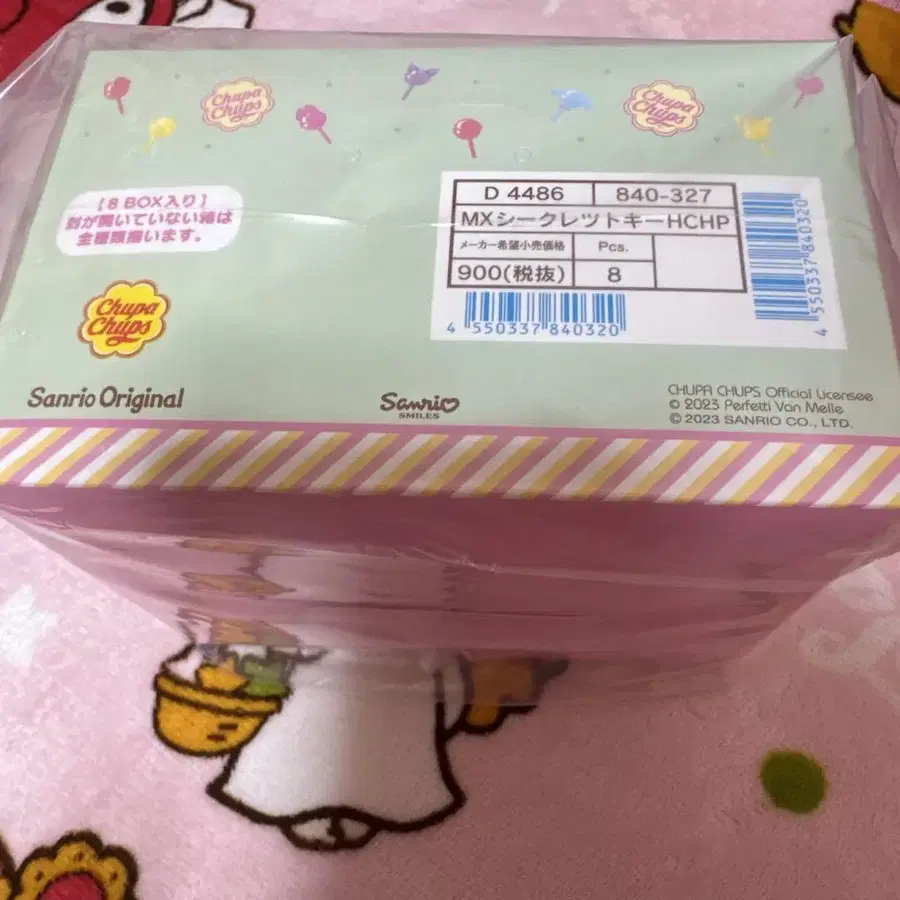 Chupa Chups
Chupa Chups
[8 BOX入り]
封が開いていない箱は
全種類揃います。
D 4486 840-327
MXシークレツトキーHCHP
メーカー希望小売価格 Pcs.
900(税抜) 8
4 550337 840320
4 550337 840320
Chupa Chups
Sanrio Original
Sanrio
SMILES
CHUPA CHUPS Official Licensee
© 2023 Perfetti Van Melle
© 2023 SANRIO CO., LTD.